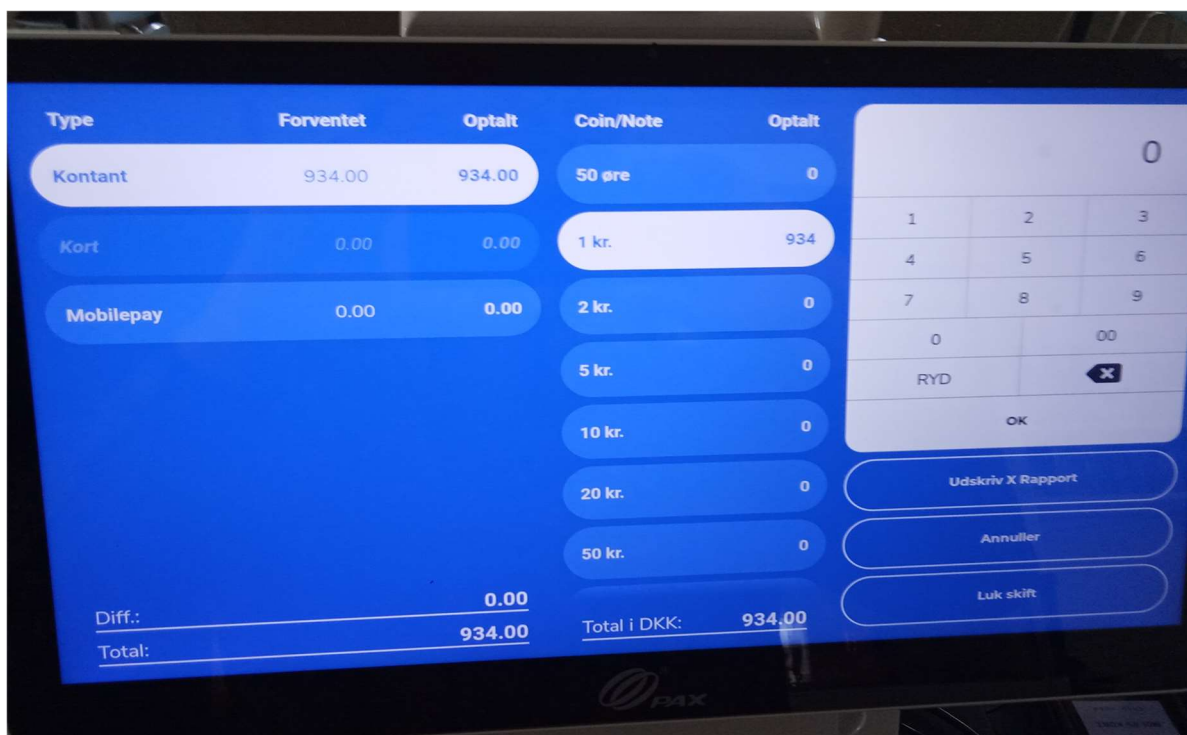 Type Forventet Optalt
Kontant 934.00 934.00
Kort 0.00 0.00
Mobilepay 0.00 0.00
Diff.: 0.00
Total: 934.00
Coin/Note Optalt
50 øre 0
1 kr. 934
2 kr. 0
5 kr. 0
10 kr. 0
20 kr. 0
50 kr. 0
Total i DKK: 934.00
0
1 2 3
4 5 6
7 8 9
0 00
RYD
OK
Udskriv X Rapport
Annuller
Luk skift
PAX